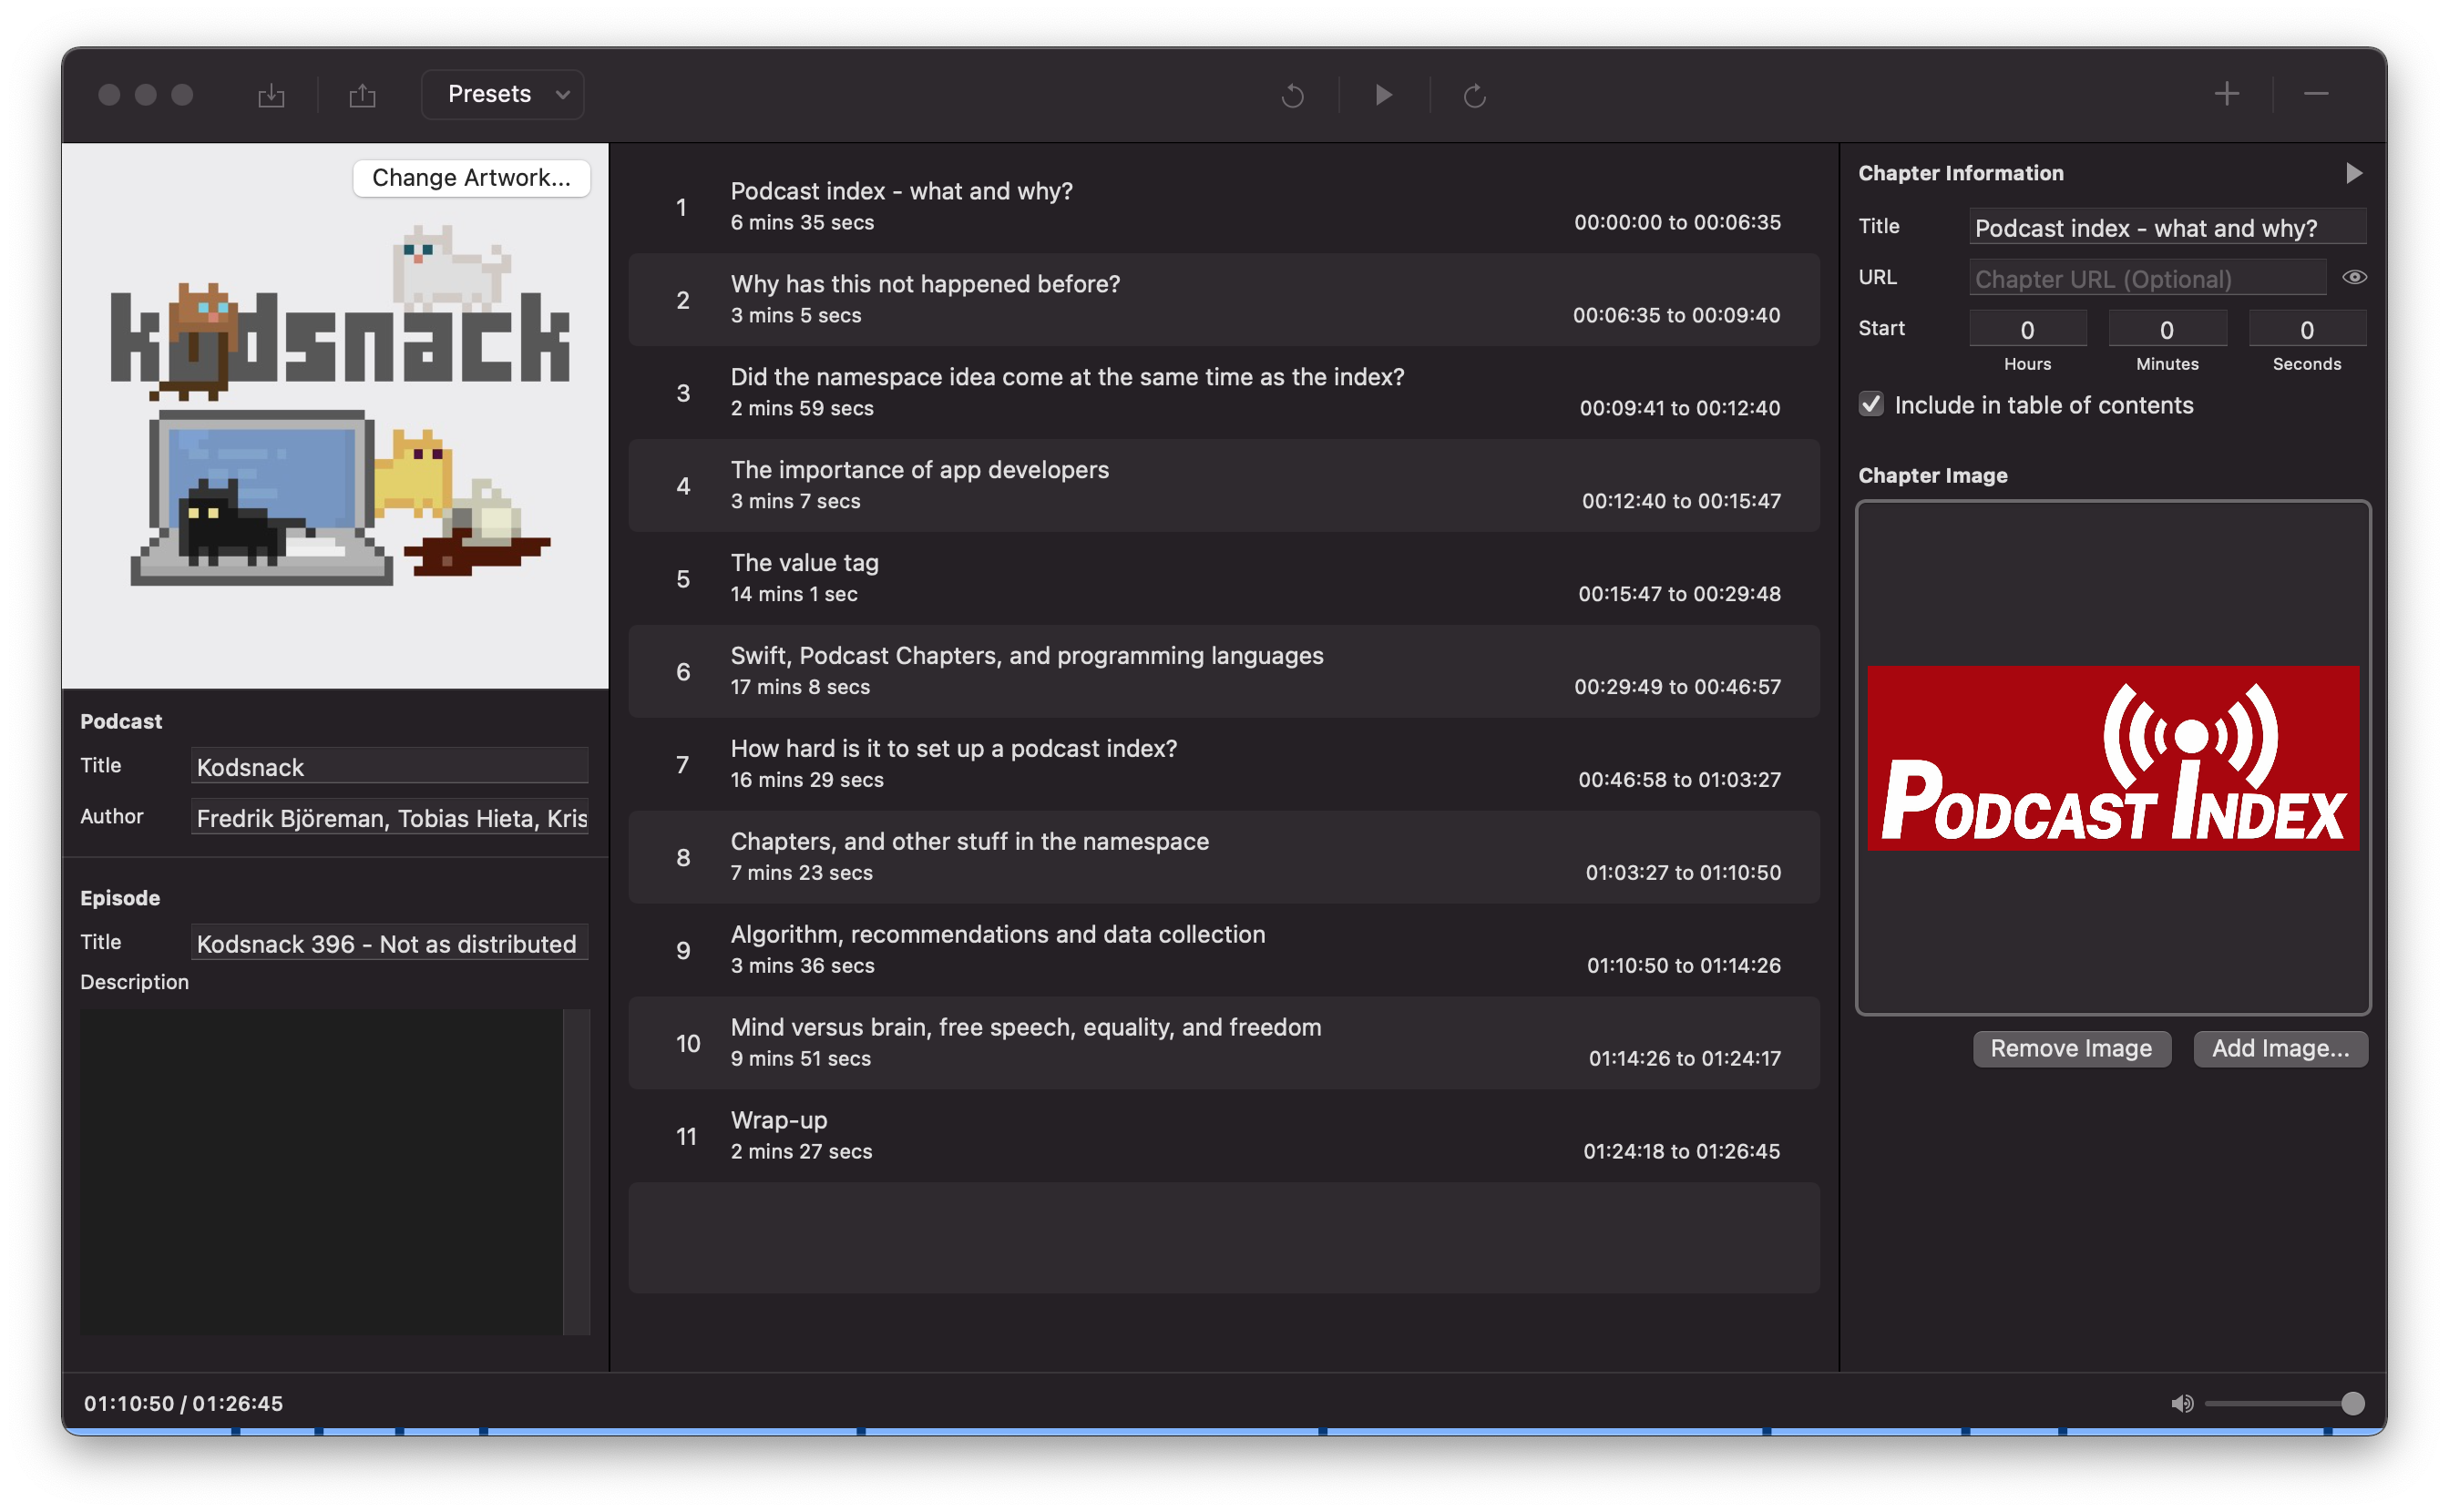 Presets
Change Artwork...
kodsnack
Podcast
Title
Kodsnack
Author
Fredrik Björeman, Tobias Hieta, Kris
Episode
Title
Kodsnack 396 - Not as distributed
Description
1
Podcast index - what and why?
6 mins 35 secs
00:00:00 to 00:06:35
2
Why has this not happened before?
3 mins 5 secs
00:06:35 to 00:09:40
3
Did the namespace idea come at the same time as the index?
2 mins 59 secs
00:09:41 to 00:12:40
4
The importance of app developers
3 mins 7 secs
00:12:40 to 00:15:47
5
The value tag
14 mins 1 sec
00:15:47 to 00:29:48
6
Swift, Podcast Chapters, and programming languages
17 mins 8 secs
00:29:49 to 00:46:57
7
How hard is it to set up a podcast index?
16 mins 29 secs
00:46:58 to 01:03:27
8
Chapters, and other stuff in the namespace
7 mins 23 secs
01:03:27 to 01:10:50
9
Algorithm, recommendations and data collection
3 mins 36 secs
01:10:50 to 01:14:26
10
Mind versus brain, free speech, equality, and freedom
9 mins 51 secs
01:14:26 to 01:24:17
11
Wrap-up
2 mins 27 secs
01:24:18 to 01:26:45
Chapter Information
Title
Podcast index - what and why?
URL
Chapter URL (Optional)
Start
0
0
0
Hours
Minutes
Seconds
Include in table of contents
Chapter Image
PODCAST INDEX
Remove Image
Add Image...
01:10:50 / 01:26:45